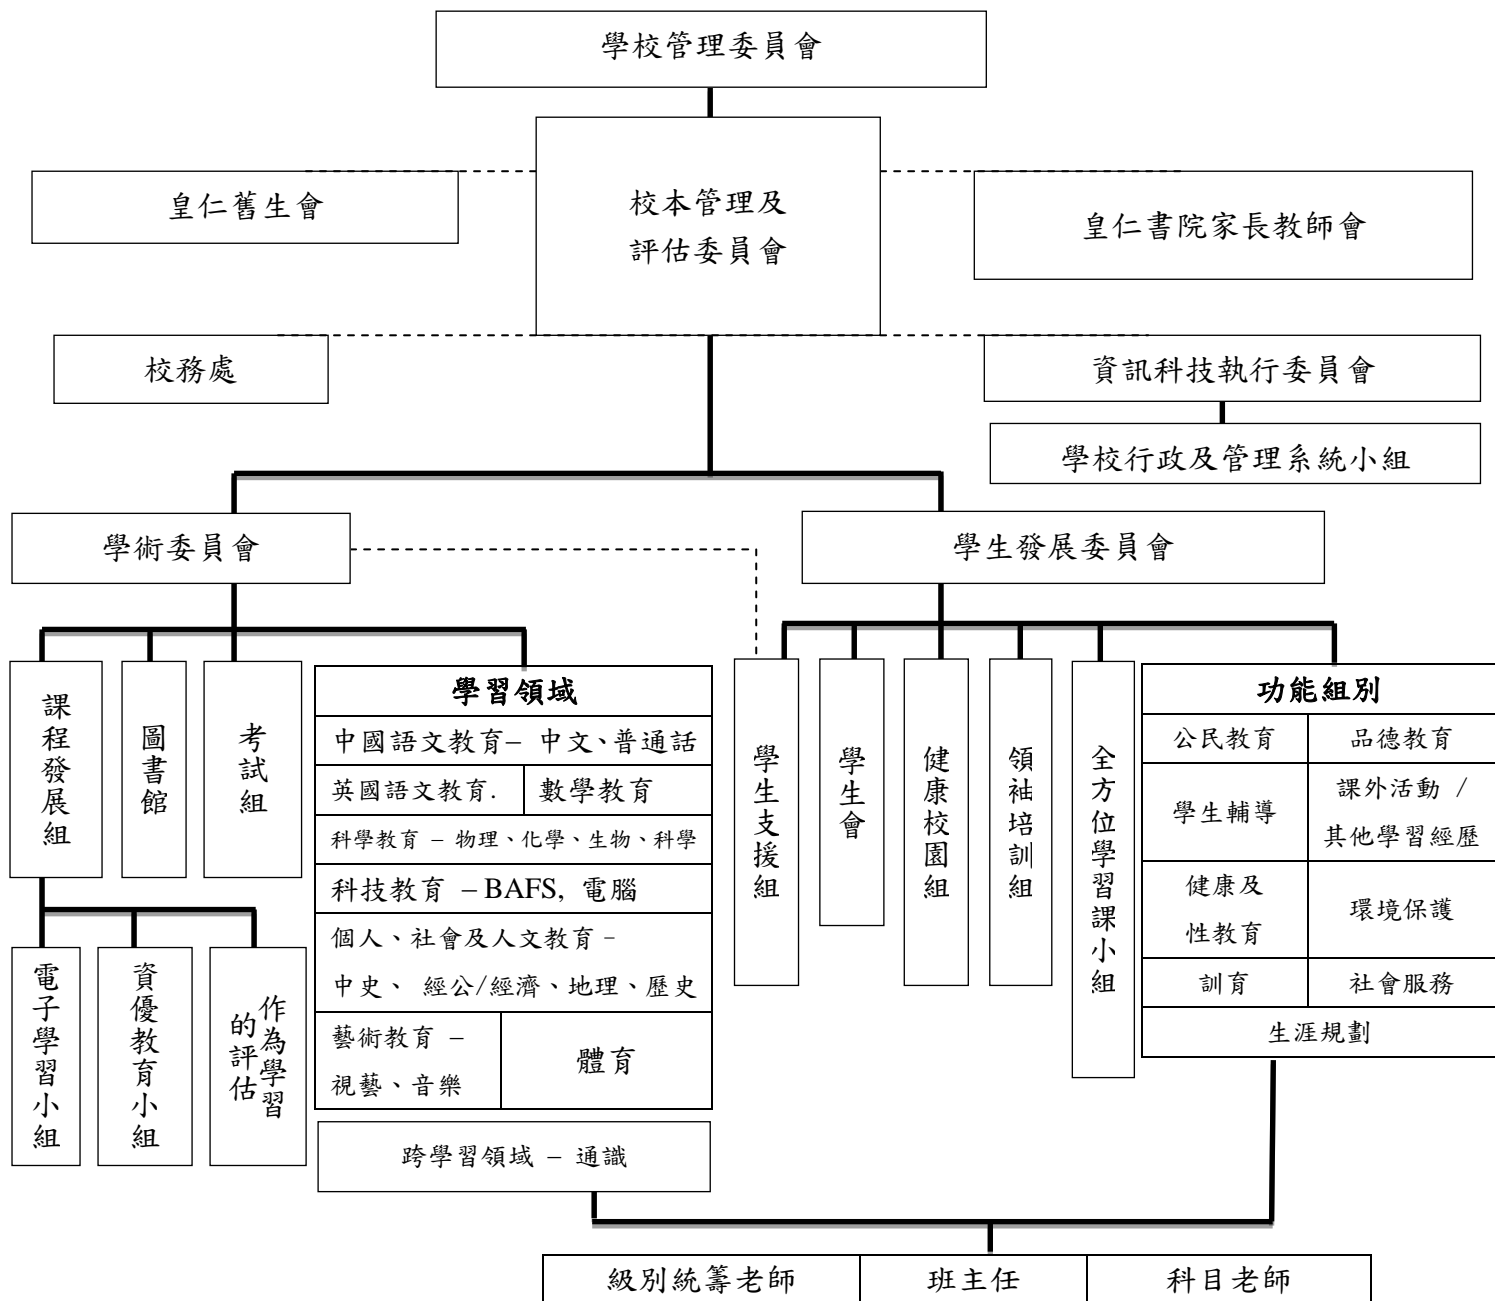 學校管理委員會
皇仁舊生會
校本管理及
評估委員會
皇仁書院家長教師會
校務處
資訊科技執行委員會
學校行政及管理系統小組
學術委員會
學生發展委員會
課程發展組
圖書館
考試組
學習領域
中國語文教育– 中文、普通話
英國語文教育.
數學教育
科學教育 – 物理、化學、生物、科學
科技教育 –BAFS, 電腦
個人、社會及人文教育 -
中史、 經公/經濟、地理、歷史
藝術教育 –
視藝、音樂
體育
跨學習領域 – 通識
電子學習小組
資優教育小組
作為學習
的評估
學生支援組
學生會
健康校園組
領袖培訓組
全方位學習課小組
功能組別
公民教育
品德教育
學生輔導
課外活動 /
其他學習經歷
健康及
性教育
環境保護
訓育
社會服務
生涯規劃
級別統籌老師
班主任
科目老師